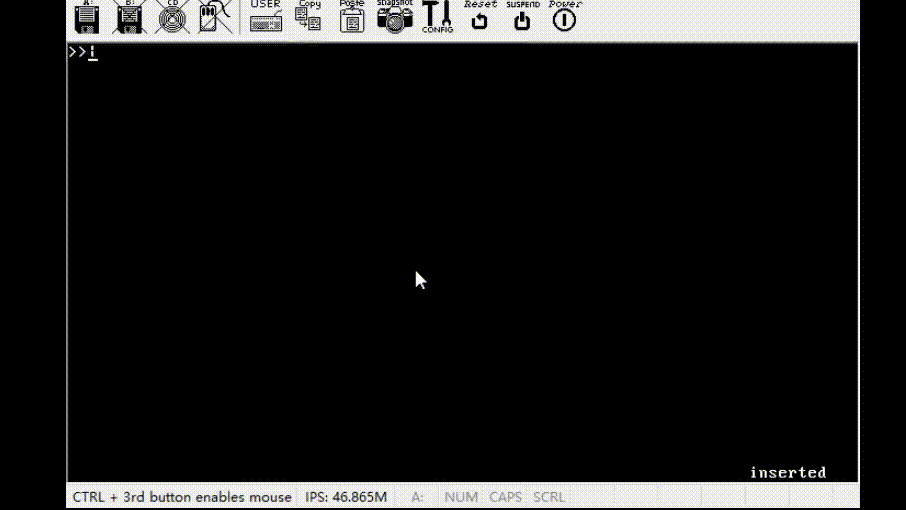 A: B: CD USER Copy Paste snapshot CONFIG Reset SUSPEND Power
>>i
inserted
CTRL + 3rd button enables mouse IPS: 46.865M A: NUM CAPS SCRL